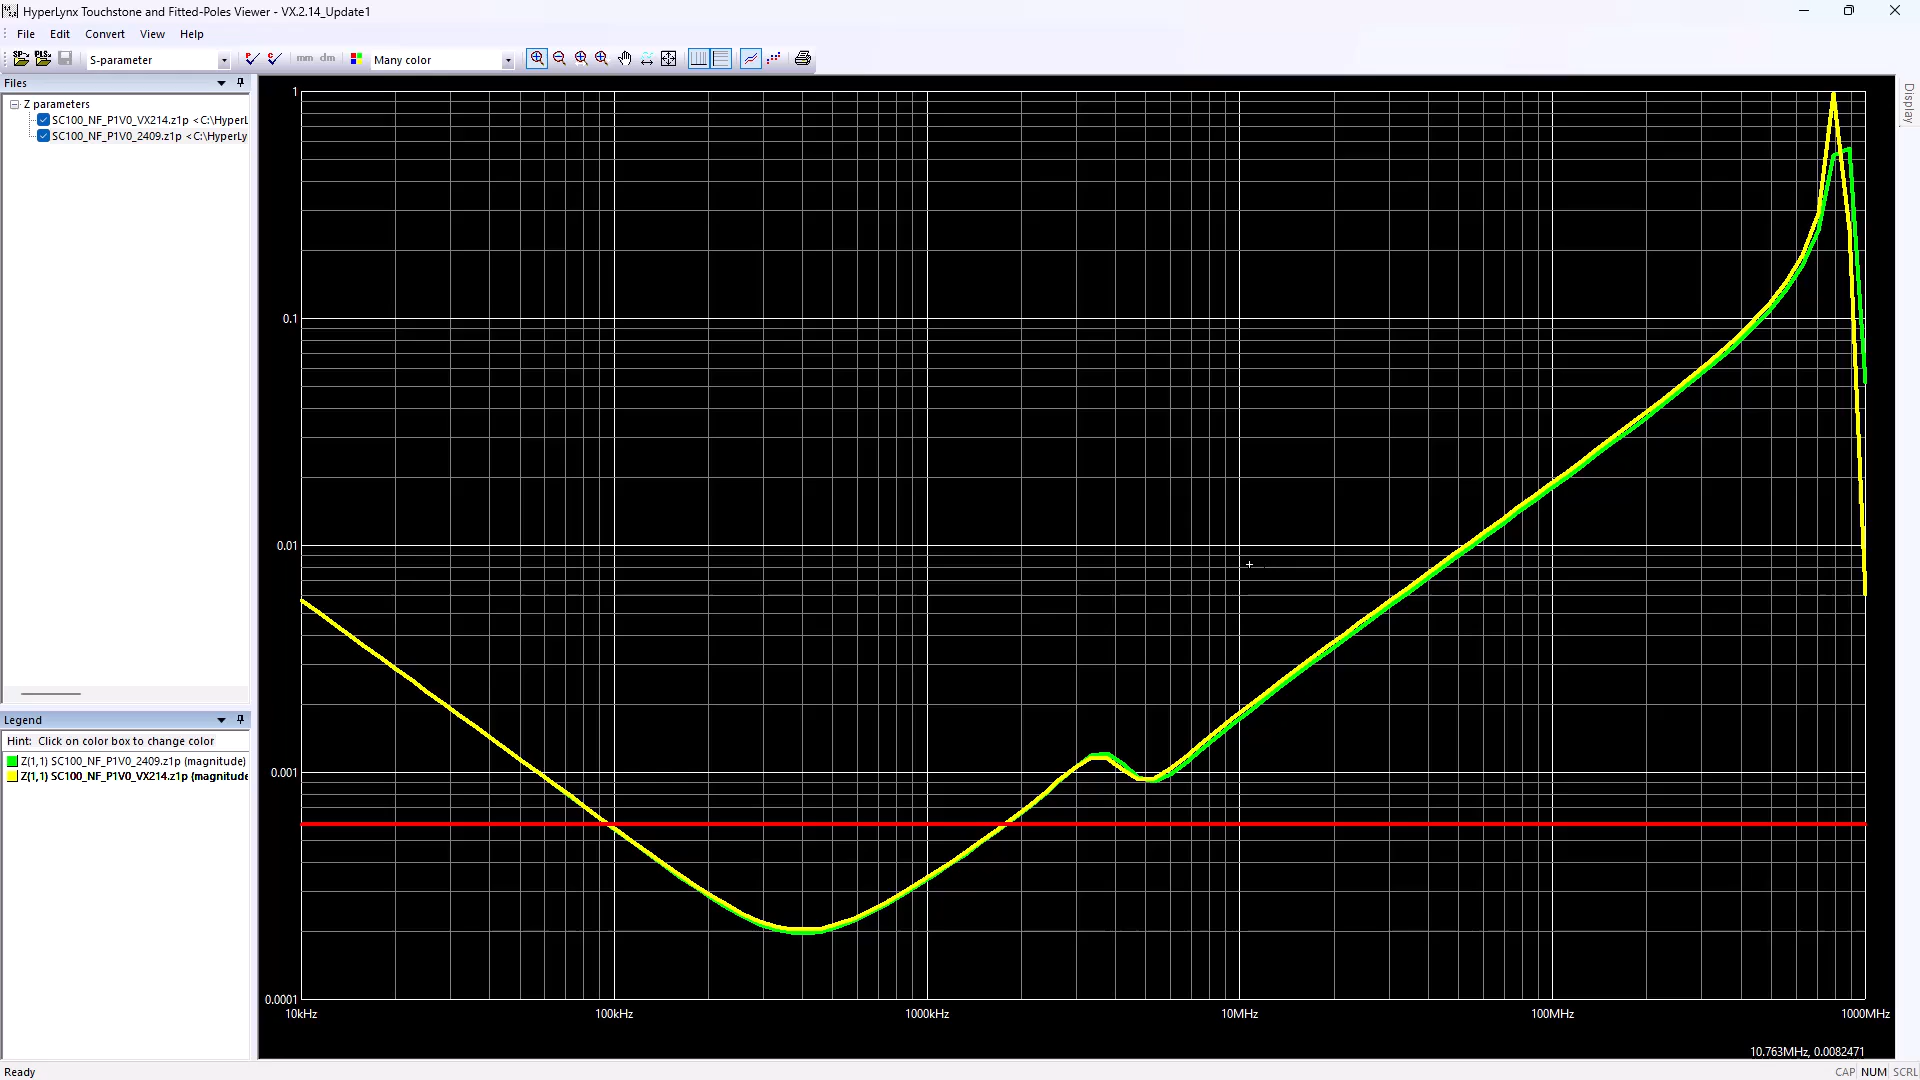 HyperLynx Touchstone and Fitted-Poles Viewer - VX.2.14_Update1
File Edit Convert View Help
S-parameter
mm dm
Many color
Files
Z parameters
SC100_NF_P1V0_VX214.z1p <C:\HyperL
SC100_NF_P1V0_2409.z1p <C:\HyperLy
Display
1
0.1
0.01
0.001
0.0001
10kHz 100kHz 1000kHz 10MHz 100MHz 1000MHz
10.763MHz, 0.0082471
Legend
Hint: Click on color box to change color
Z(1,1) SC100_NF_P1V0_2409.z1p (magnitude)
Z(1,1) SC100_NF_P1V0_VX214.z1p (magnitude
Ready
CAP NUM SCRL